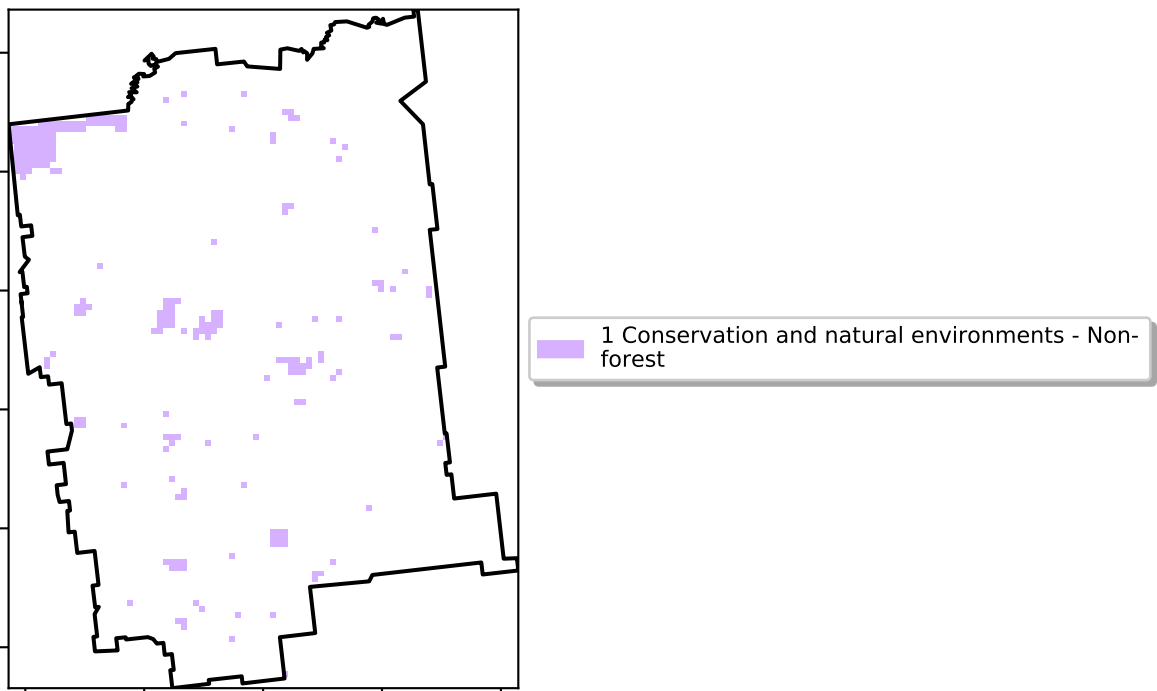 1 Conservation and natural environments - Non-
forest